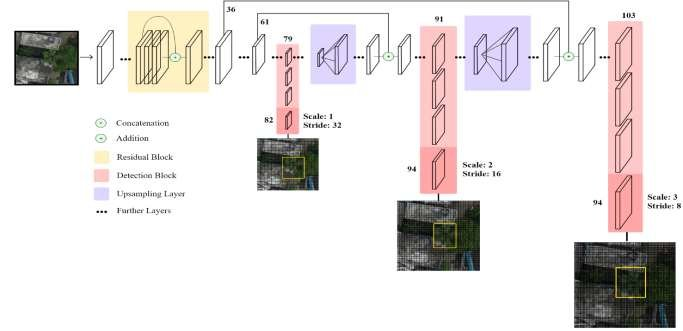 36
61
79
91
103
82
Scale: 1
Stride: 32
94
Scale: 2
Stride: 16
94
Scale: 3
Stride: 8
Concatenation
Addition
Residual Block
Detection Block
Upsampling Layer
Further Layers